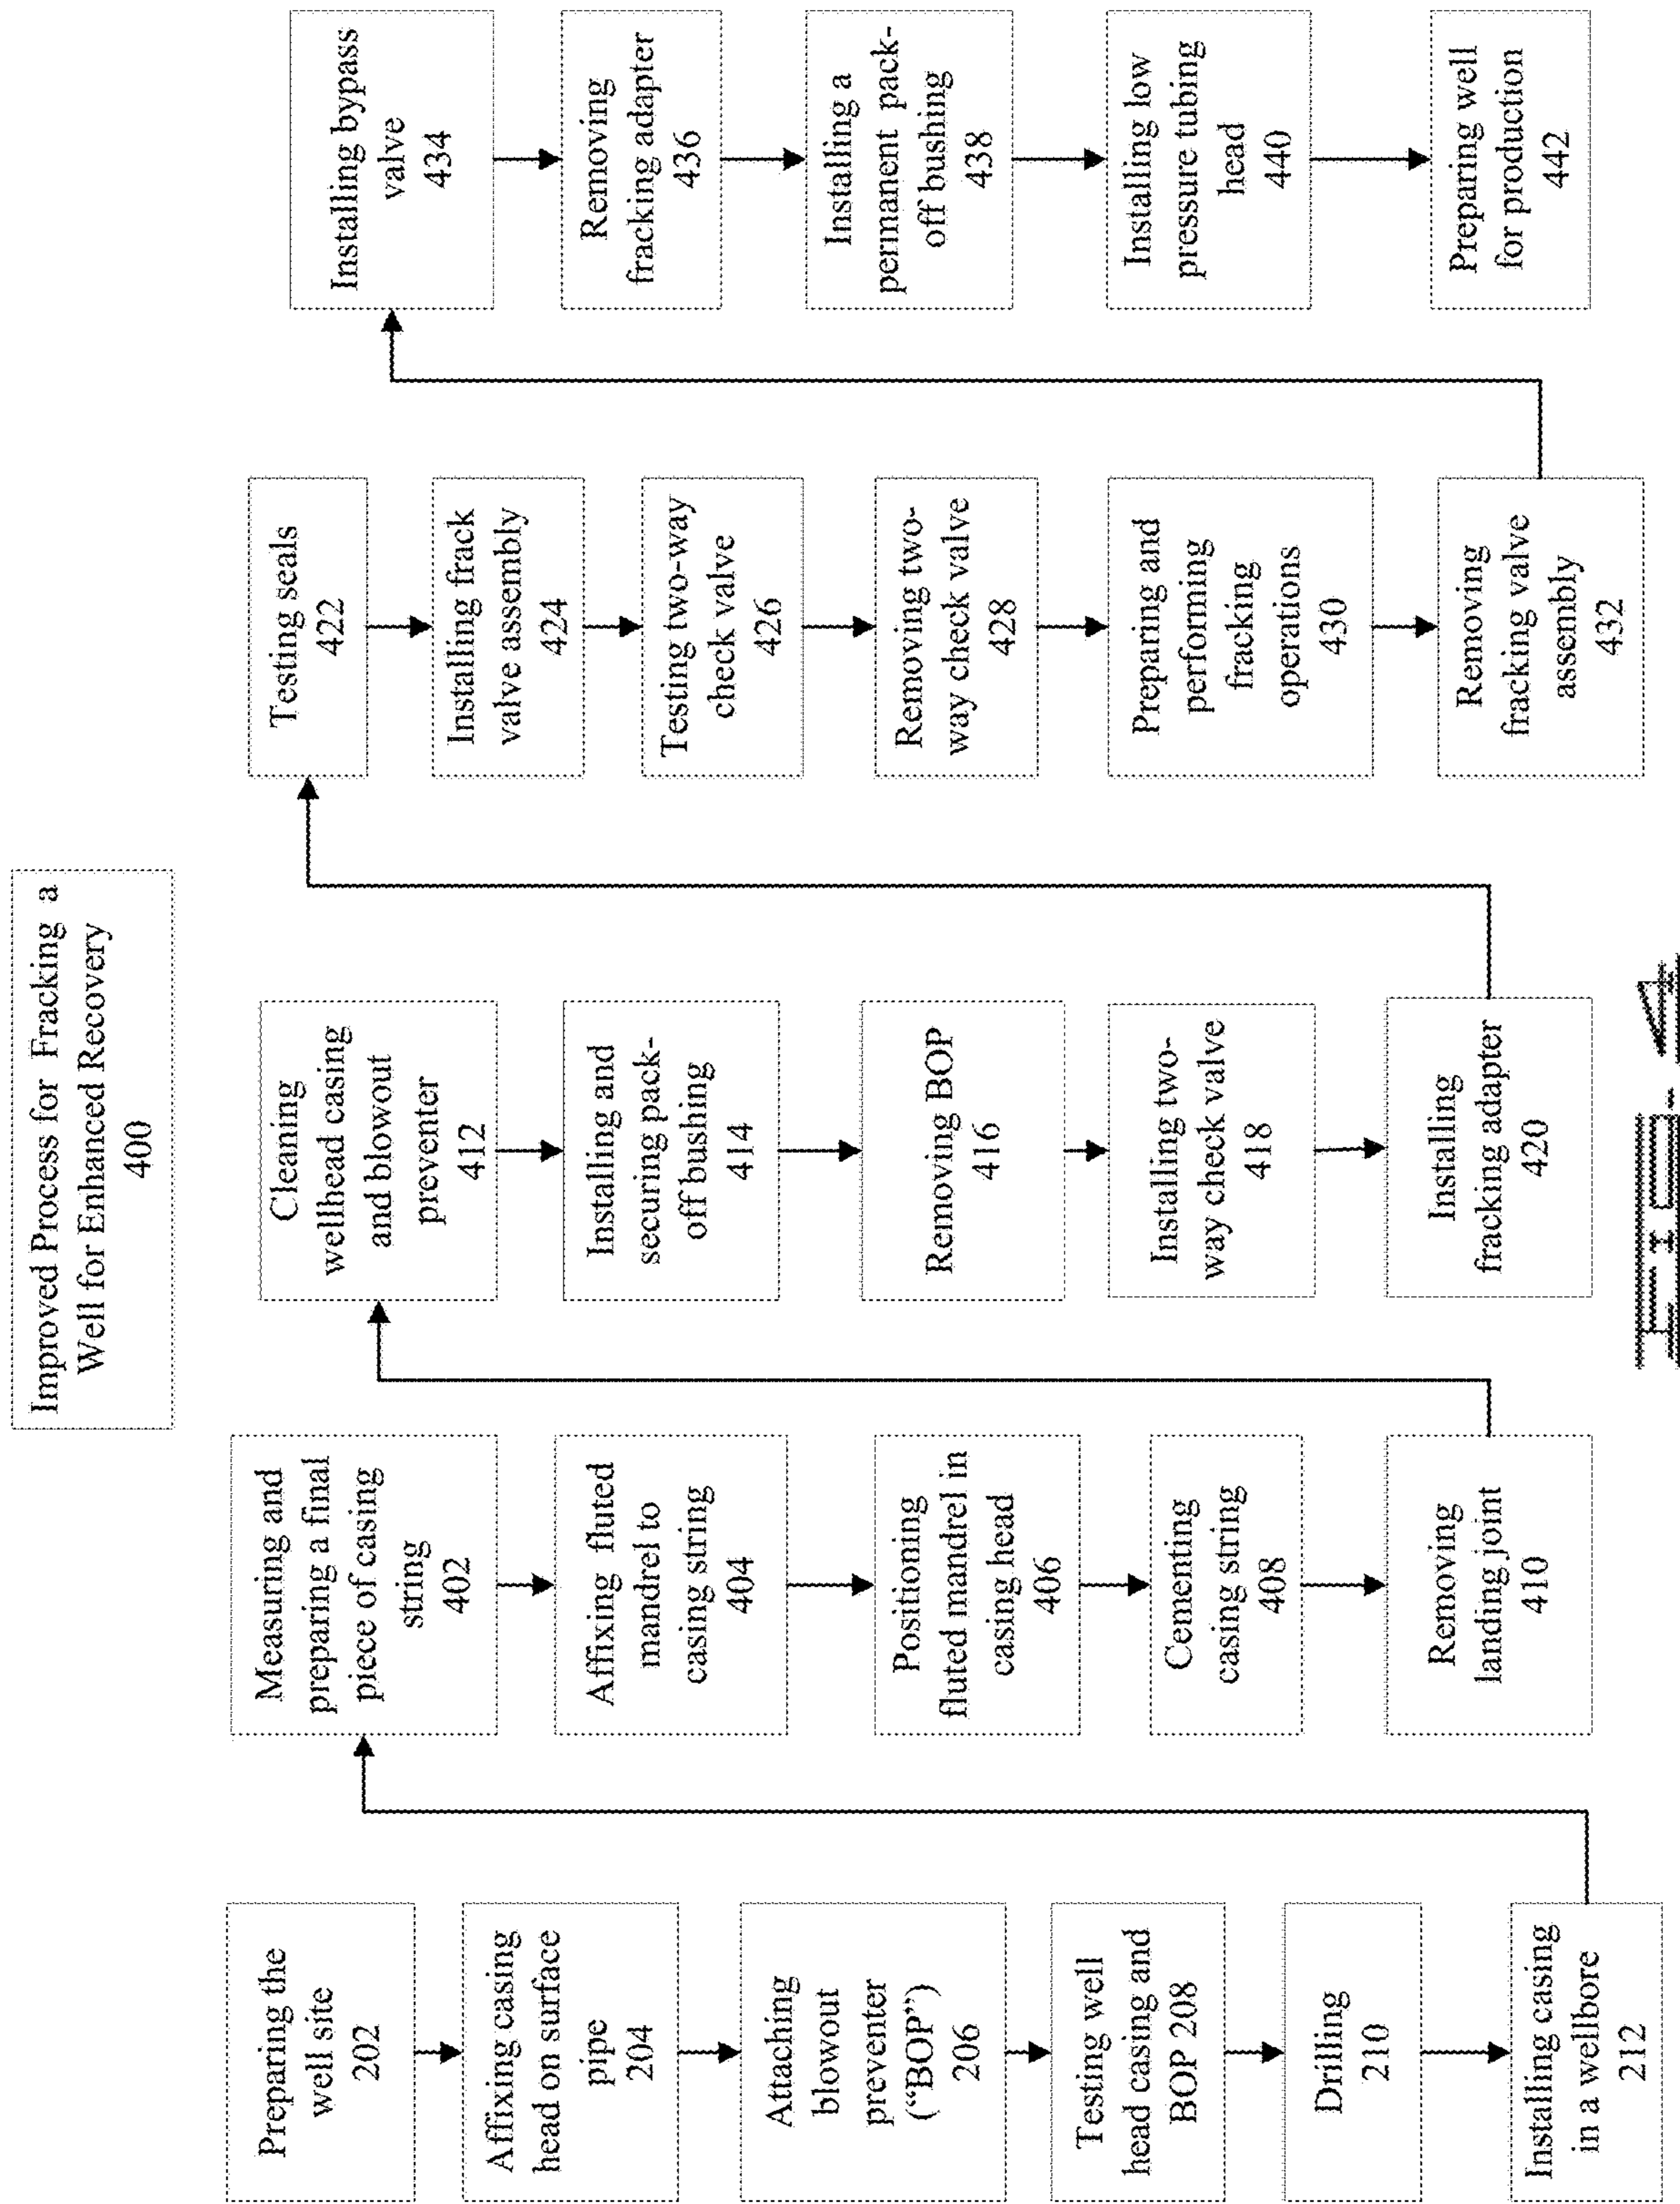 Improved Process for Fracking a
Well for Enhanced Recovery
400
Preparing the
well site
202
Affixing casing
head on surface
pipe
204
Attaching
blowout
preventer
(“BOP”)
206
Testing well
head casing and
BOP 208
Drilling
210
Installing casing
in a wellbore
212
Measuring and
preparing a final
piece of casing
string
402
Affixing fluted
mandrel to
casing string
404
Positioning
fluted mandrel in
casing head
406
Cementing
casing string
408
Removing
landing joint
410
Cleaning
wellhead casing
and blowout
preventer
412
Installing and
securing pack-
off bushing
414
Removing BOP
416
Installing two-
way check valve
418
Installing
fracking adapter
420
Testing seals
422
Installing frack
valve assembly
424
Testing two-way
check valve
426
Removing two-
way check valve
428
Preparing and
performing
fracking
operations
430
Removing
fracking valve
assembly
432
Installing bypass
valve
434
Removing
fracking adapter
436
Installing a
permanent pack-
off bushing
438
Installing low
pressure tubing
head
440
Preparing well
for production
442
FIG. 4